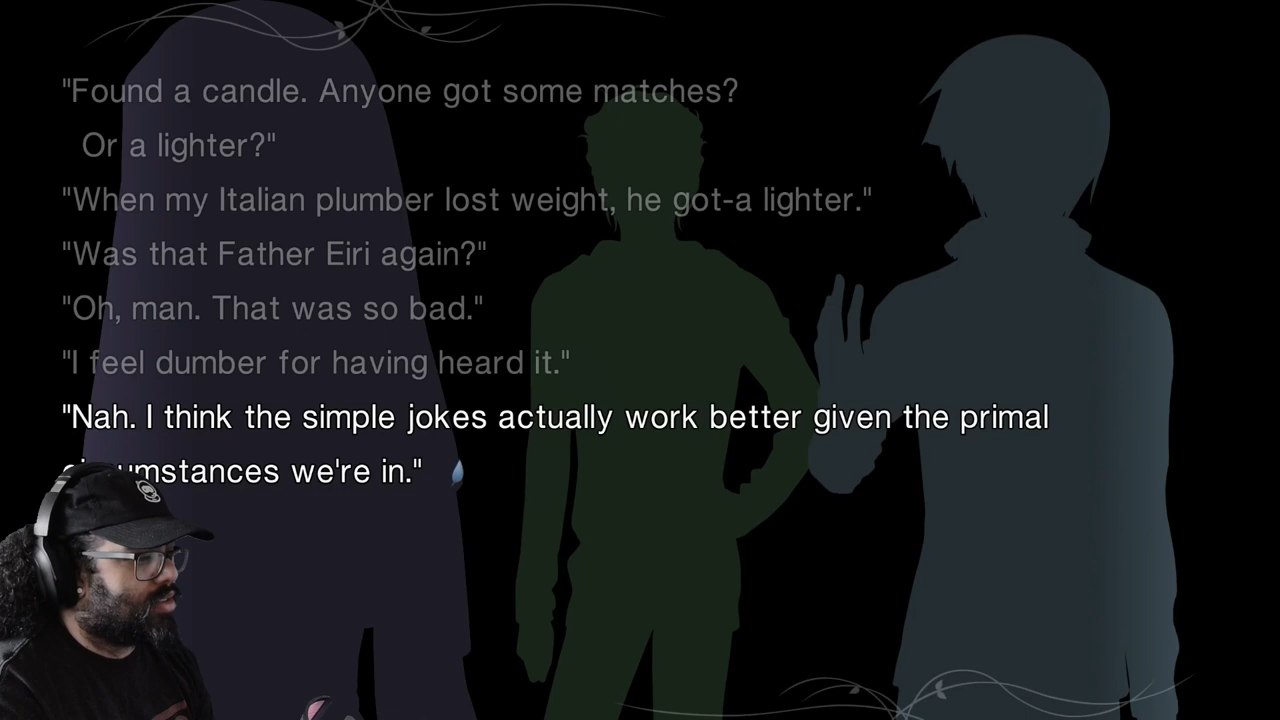 "Found a candle. Anyone got some matches?
Or a lighter?"
"When my Italian plumber lost weight, he got-a lighter."
"Was that Father Eiri again?"
"Oh, man. That was so bad."
"I feel dumber for having heard it."
"Nah. I think the simple jokes actually work better given the primal
circumstances we're in."